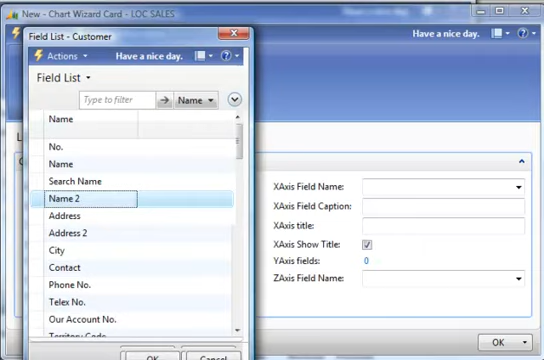 New - Chart Wizard Card - LOC SALES
Field List - Customer
Actions
Have a nice day.
Have a nice day.
Field List
Type to filter
Name
Name
No.
Name
Search Name
Name 2
Address
Address 2
City
Contact
Phone No.
Telex No.
Our Account No.
Territory Code
OK
Cancel
XAxis Field Name:
XAxis Field Caption:
XAxis title:
XAxis Show Title:
YAxis fields: 0
ZAxis Field Name:
OK